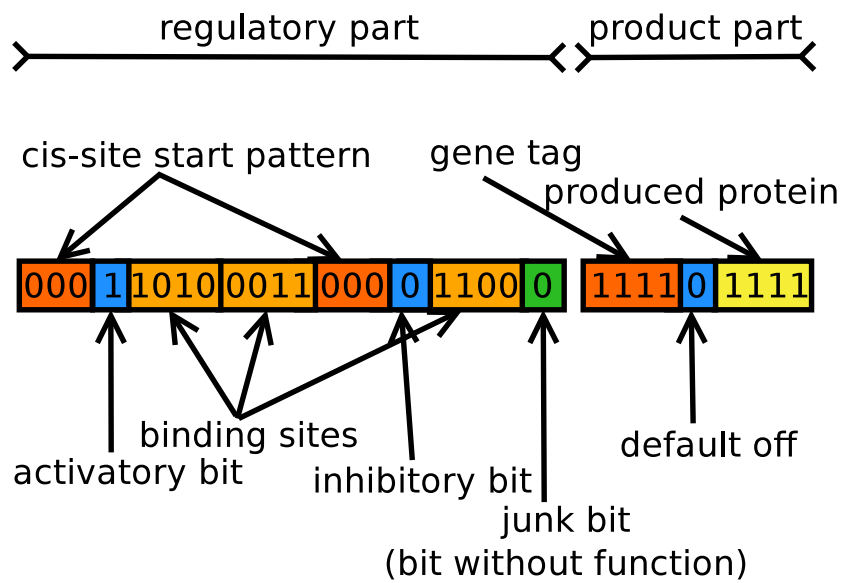 regulatory part
product part
cis-site start pattern
gene tag
produced protein
000 1 1010 0011 000 0 1100 0 1111 0 1111
binding sites
default off
activatory bit
inhibitory bit
junk bit
(bit without function)